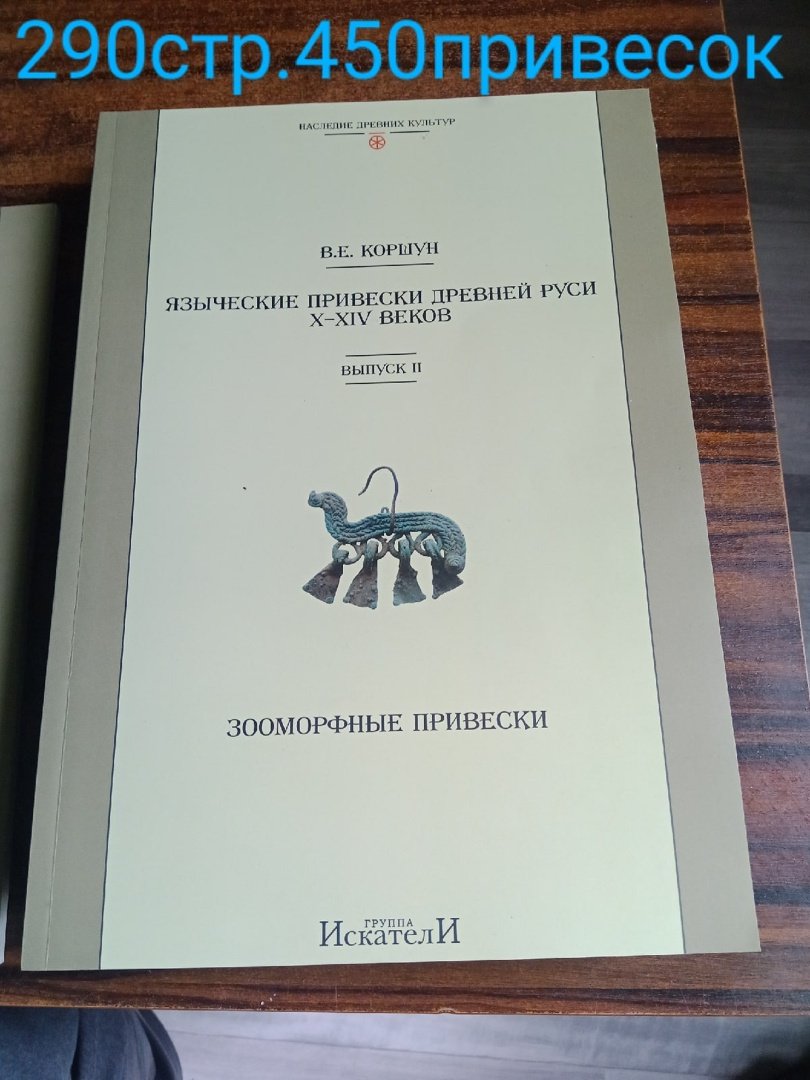 290стр.450привесок
НАСЛЕДИЕ ДРЕВНИХ КУЛЬТУР
В.Е. КОРШУН
ЯЗЫЧЕСКИЕ ПРИВЕСКИ ДРЕВНЕЙ РУСИ
X–XIV ВЕКОВ
ВЫПУСК II
ЗООМОРФНЫЕ ПРИВЕСКИ
ГРУППА
ИскателИ